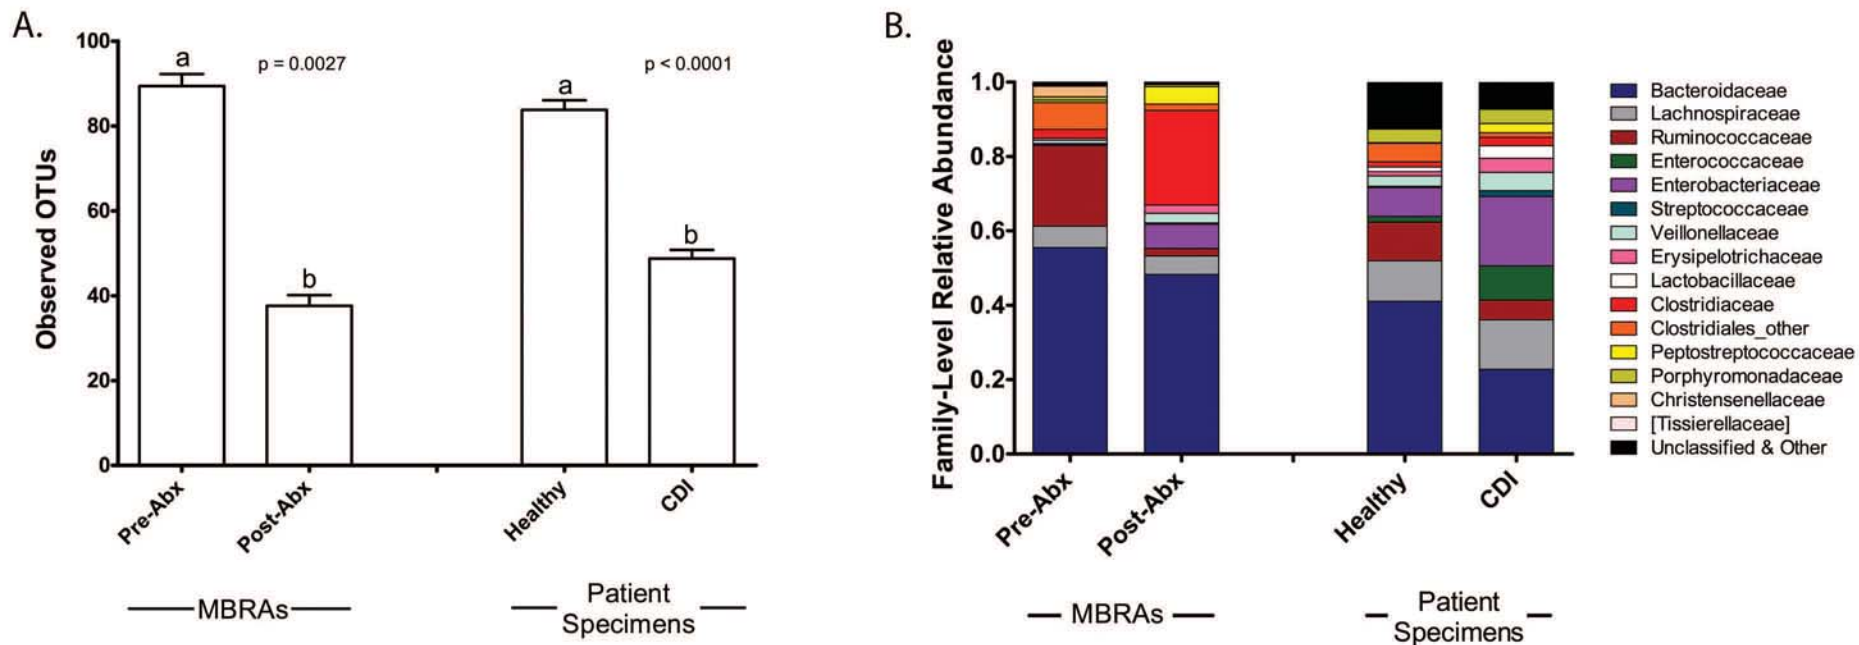 A.
Observed OTUs
100
80
60
40
20
0
a
p = 0.0027
b
a
p < 0.0001
b
Pre-Abx
Post-Abx
Healthy
CDI
MBRAs
Patient
Specimens
B.
Family-Level Relative Abundance
1.0
0.8
0.6
0.4
0.2
0.0
Pre-Abx
Post-Abx
Healthy
CDI
MBRAs
Patient
Specimens
Bacteroidaceae
Lachnospiraceae
Ruminococcaceae
Enterococcaceae
Enterobacteriaceae
Streptococcaceae
Veillonellaceae
Erysipelotrichaceae
Lactobacillaceae
Clostridiaceae
Clostridiales_other
Peptostreptococcaceae
Porphyromonadaceae
Christensenellaceae
[Tissierellaceae]
Unclassified & Other